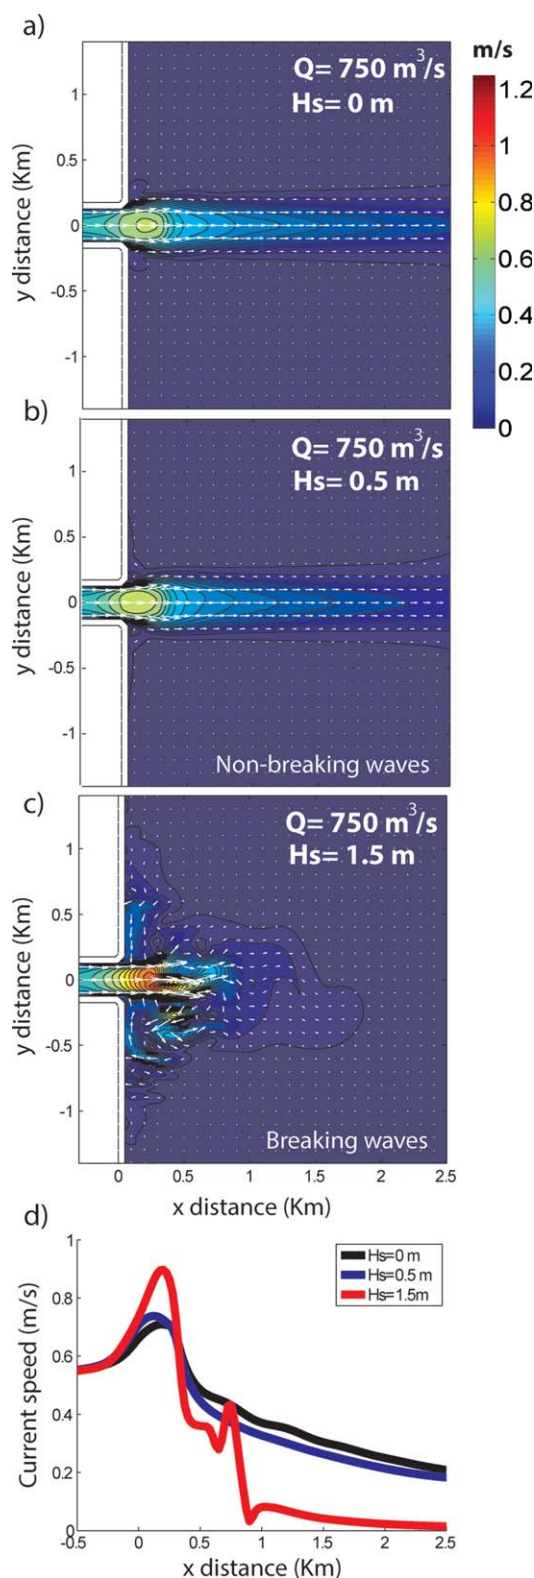 a)
m/s
Q= 750 m³/s
Hs= 0 m
1
0.5
0
-0.5
-1
y distance (Km)
1.2
1
0.8
0.6
0.4
0.2
0
b)
Q= 750 m³/s
Hs= 0.5 m
1
0.5
0
-0.5
-1
y distance (Km)
Non-breaking waves
c)
Q= 750 m³/s
Hs= 1.5 m
1
0.5
0
-0.5
-1
y distance (Km)
Breaking waves
0 0.5 1 1.5 2 2.5
x distance (Km)
d)
Hs=0 m
Hs=0.5 m
Hs=1.5m
1
0.8
0.6
0.4
0.2
0
Current speed (m/s)
-0.5 0 0.5 1 1.5 2 2.5
x distance (Km)